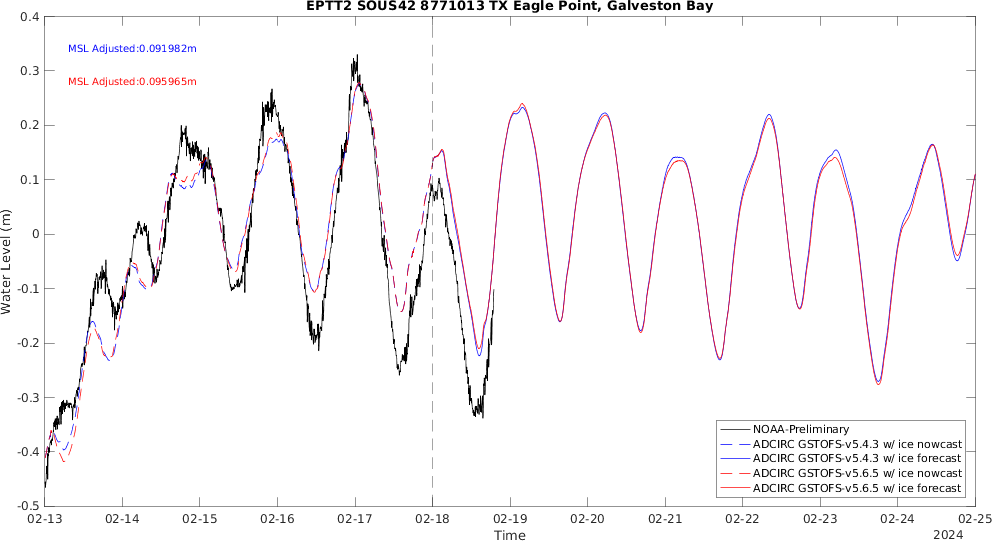 EPTT2 SOUS42 8771013 TX Eagle Point, Galveston Bay
0.4
MSL Adjusted:0.091982m
0.3
MSL Adjusted:0.095965m
0.2
0.1
0
-0.1
-0.2
-0.3
-0.4
-0.5
Water Level (m)
NOAA-Preliminary
ADCIRC GSTOFS-v5.4.3 w/ ice nowcast
ADCIRC GSTOFS-v5.4.3 w/ ice forecast
ADCIRC GSTOFS-v5.6.5 w/ ice nowcast
ADCIRC GSTOFS-v5.6.5 w/ ice forecast
02-13 02-14 02-15 02-16 02-17 02-18 02-19 02-20 02-21 02-22 02-23 02-24 02-25
Time
2024